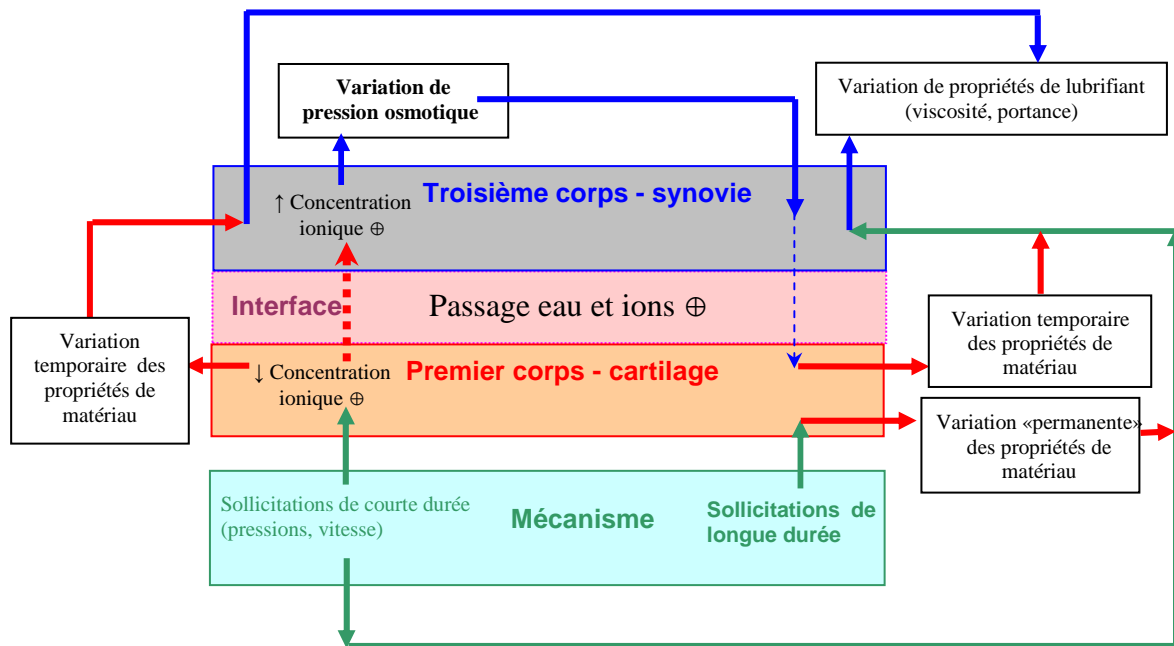 Variation de
pression osmotique
Variation de propriétés de lubrifiant
(viscosité, portance)
Troisième corps - synovie
↑ Concentration
ionique ⊕
Interface
Passage eau et ions ⊕
Variation
temporaire des
propriétés de
matériau
Variation temporaire
des propriétés de
matériau
Premier corps - cartilage
↓ Concentration
ionique ⊕
Variation «permanente»
des propriétés de
matériau
Sollicitations de courte durée
(pressions, vitesse)
Mécanisme
Sollicitations de
longue durée